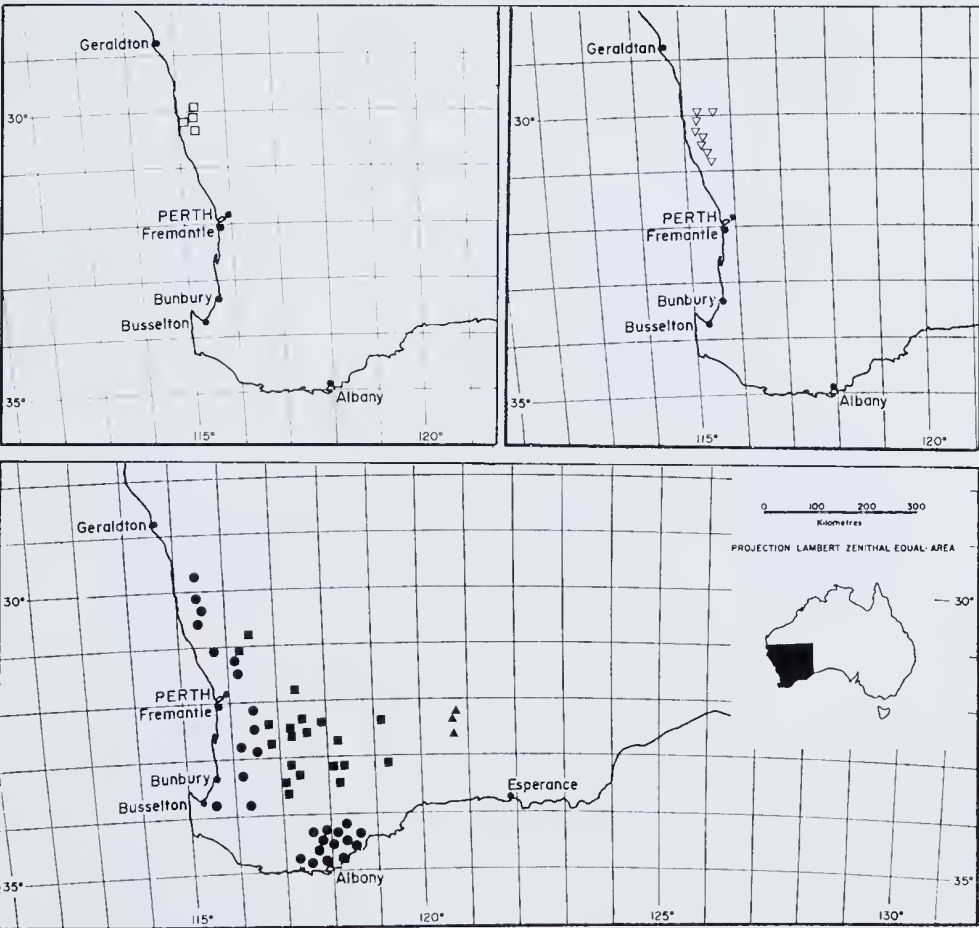 Geraldton
30°
PERTH
Fremantle
Bunbury
Busselton
Albany
35°
115°
120°
Geraldtan
30°
PERTH
Fremantle
Bunbury
Busselton
Albany
35°
115°
120°
Geraldton
30°
PERTH
Fremantle
Bunbury
Busselton
Esperance
Albony
35°
115°
120°
125°
130°
0 100 200 300
Kilometres
PROJECTION LAMBERT ZENITHAL EQUAL-AREA
30°
35°